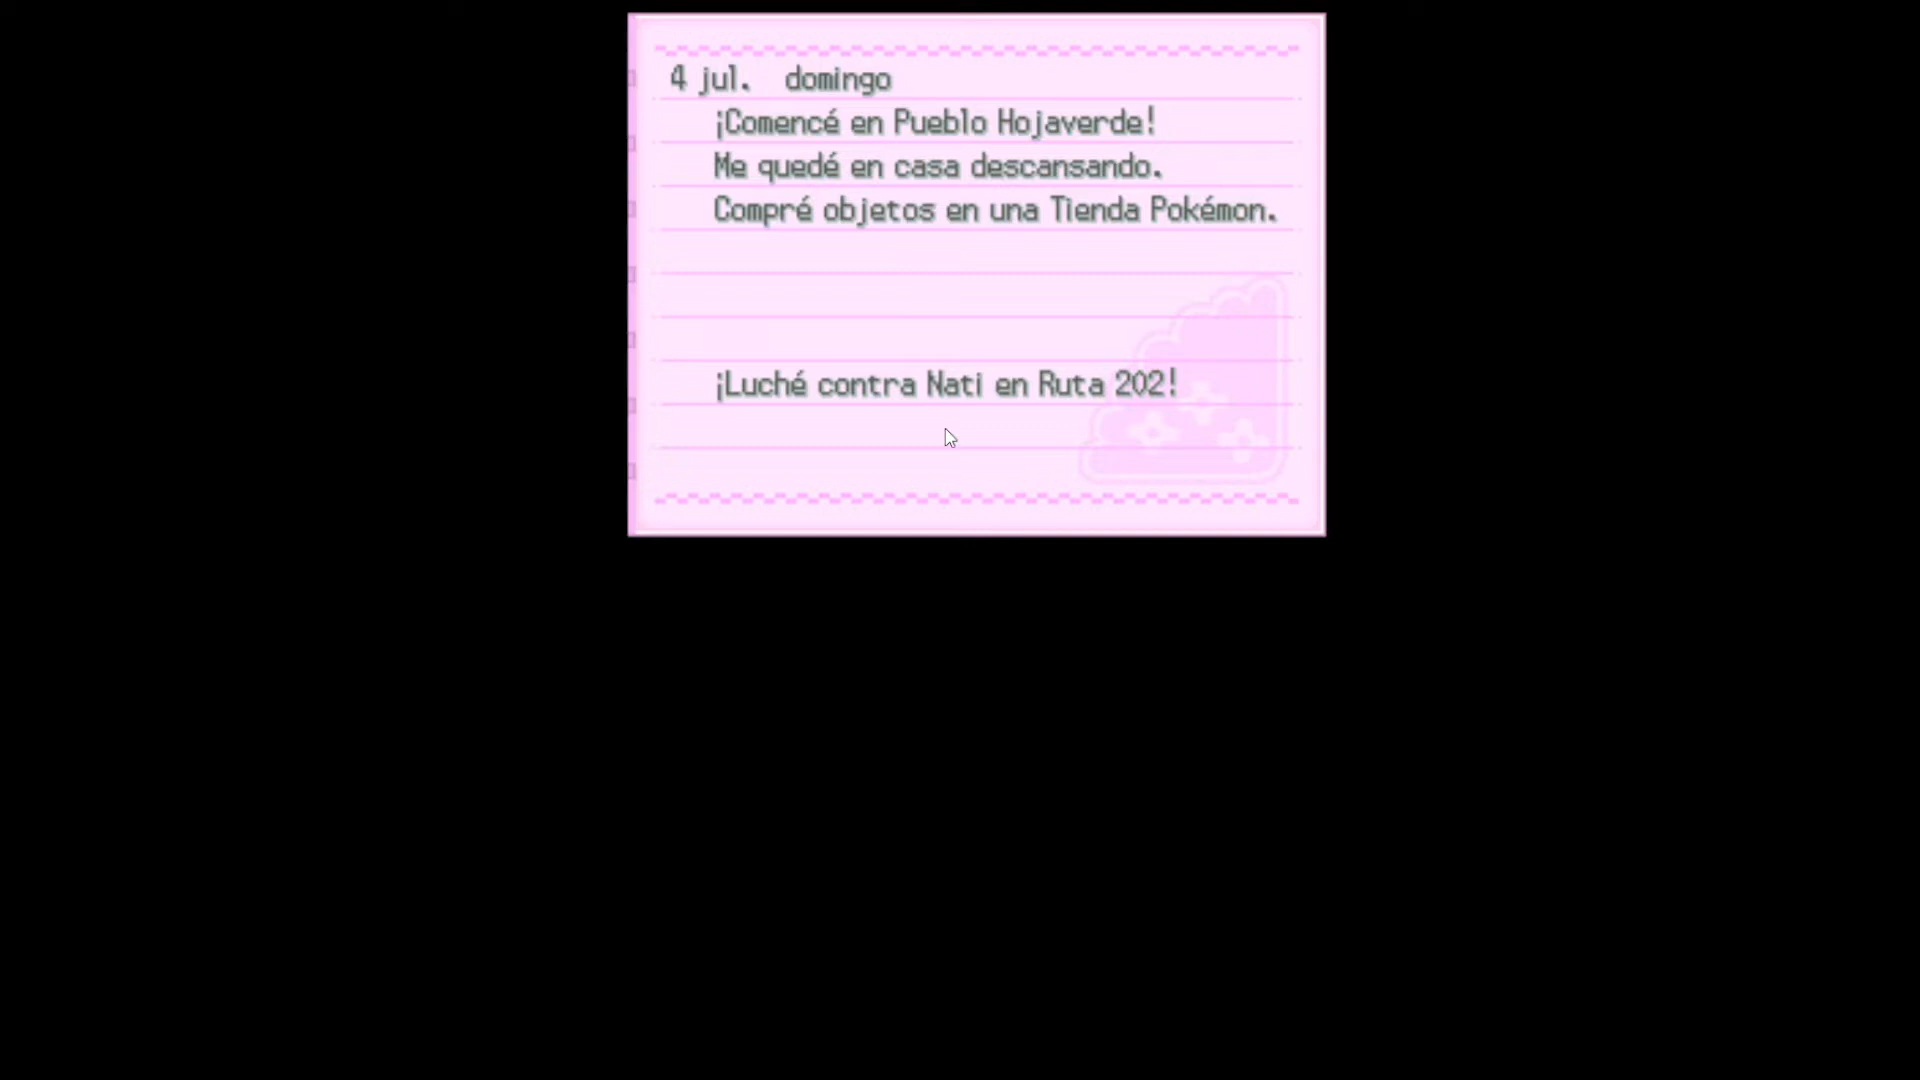 4 jul. domingo
¡Comencé en Pueblo Hojaverde!
Me quedé en casa descansando.
Compré objetos en una Tienda Pokémon.
¡Luché contra Nati en Ruta 202!